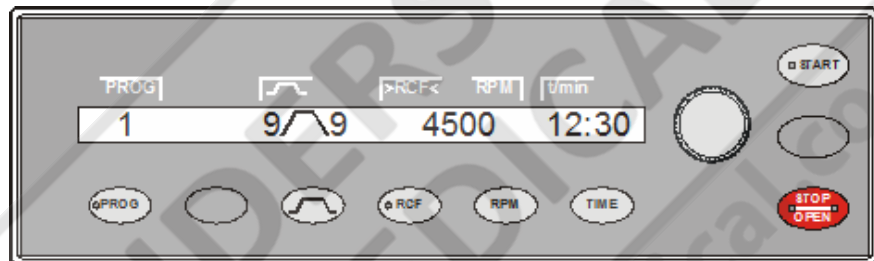 PROG >RCF< RPM t/min
1 9 9 4500 12:30
START
PROG RCF RPM TIME
STOP
OPEN